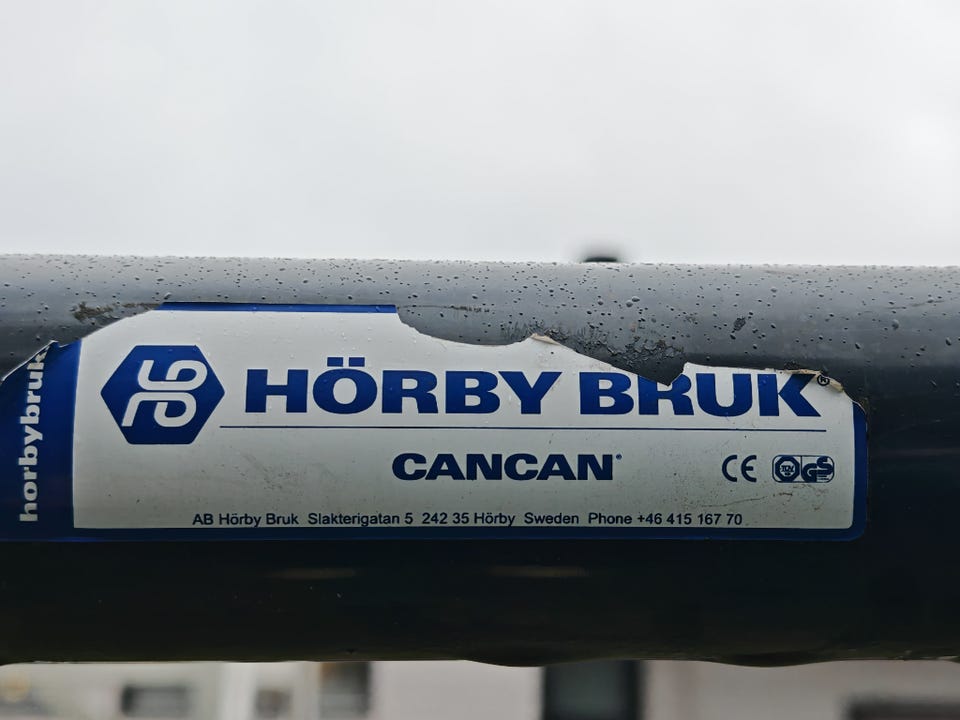 HÖRBY BRUK®
CANCAN®
CE TÜV GS
AB Hörby Bruk Slakterigatan 5 242 35 Hörby Sweden Phone +46 415 167 70
horbybruk